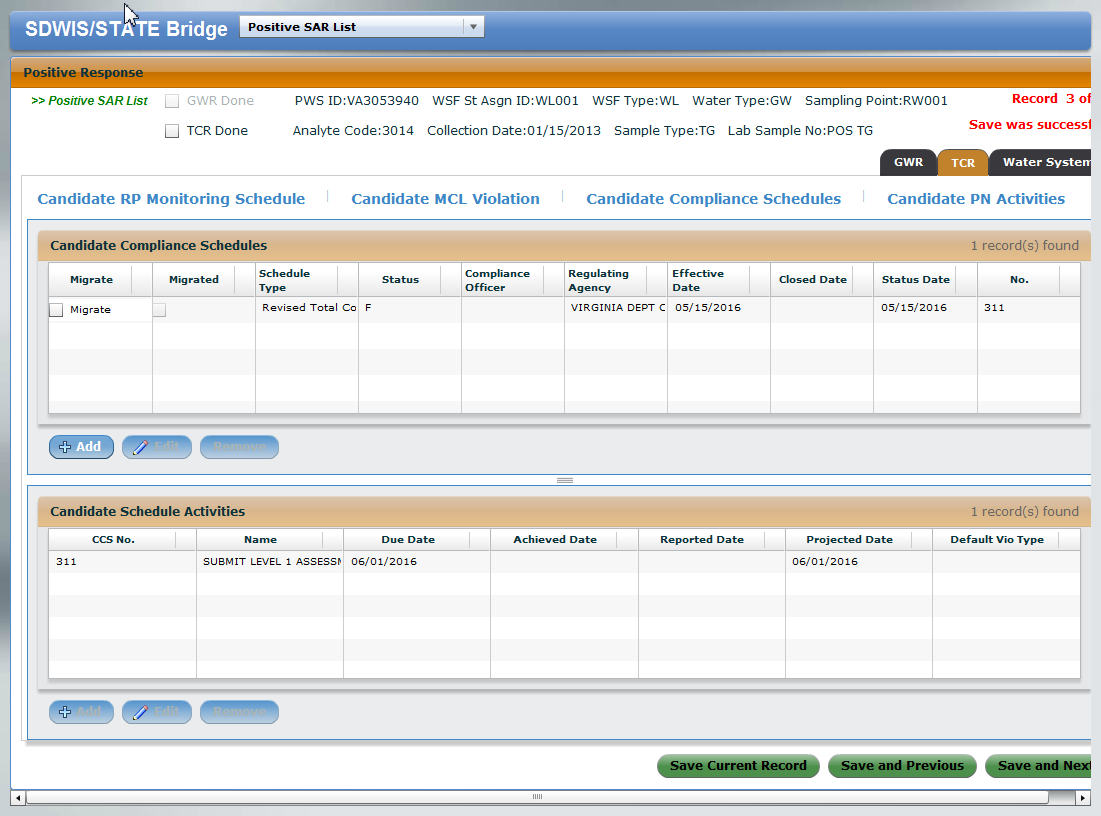 SDWIS/STATE Bridge Positive SAR List
Positive Response
>> Positive SAR List GWR Done PWS ID:VA3053940 WSF St Asgn ID:WL001 WSF Type:WL Water Type:GW Sampling Point:RW001 Record 3 of
TCR Done Analyte Code:3014 Collection Date:01/15/2013 Sample Type:TG Lab Sample No:POS TG Save was successf
GWR TCR Water System
Candidate RP Monitoring Schedule Candidate MCL Violation Candidate Compliance Schedules Candidate PN Activities
Candidate Compliance Schedules 1 record(s) found
Migrate Migrated Schedule Type Status Compliance Officer Regulating Agency Effective Date Closed Date Status Date No.
Migrate Revised Total Co F VIRGINIA DEPT O 05/15/2016 05/15/2016 311
Add Edit Remove
Candidate Schedule Activities 1 record(s) found
CCS No. Name Due Date Achieved Date Reported Date Projected Date Default Vio Type
311 SUBMIT LEVEL 1 ASSESSM 06/01/2016 06/01/2016
Add Edit Remove
Save Current Record Save and Previous Save and Next